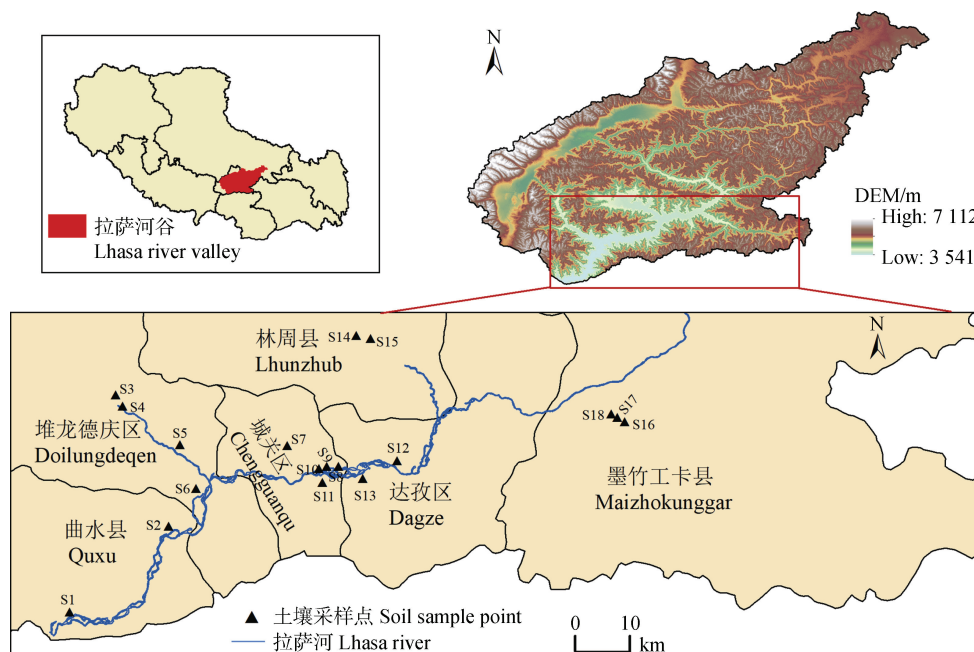 N
拉萨河谷
Lhasa river valley
DEM/m
High: 7 112
Low: 3 541
N
林周县
Lhunzhub
S14
S15
S3
S4
堆龙德庆区
Doilungdeqen
S5
S6
城关区
Chengguanqu
S7
S9
S10
S8
S11
S12
S13
达孜区
Dagze
S17
S18
S16
墨竹工卡县
Maizhokunggar
曲水县
Quxu
S2
S1
土壤采样点 Soil sample point
拉萨河 Lhasa river
0 10
km